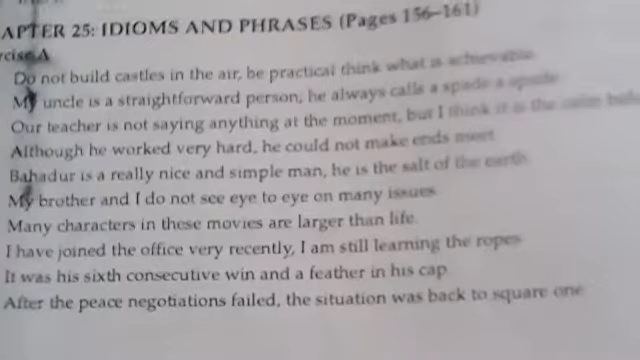 APTER 25: IDIOMS AND PHRASES (Pages 156–161)
rcise A
Do not build castles in the air, be practical think what is achievable
My uncle is a straightforward person, he always calls a spade a spade
Our teacher is not saying anything at the moment, but I think it is the calm
Although he worked very hard, he could not make ends meet
Bahadur is a really nice and simple man, he is the salt of the earth
My brother and I do not see eye to eye on many issues
Many characters in these movies are larger than life.
I have joined the office very recently, I am still learning the ropes
It was his sixth consecutive win and a feather in his cap
After the peace negotiations failed, the situation was back to square one